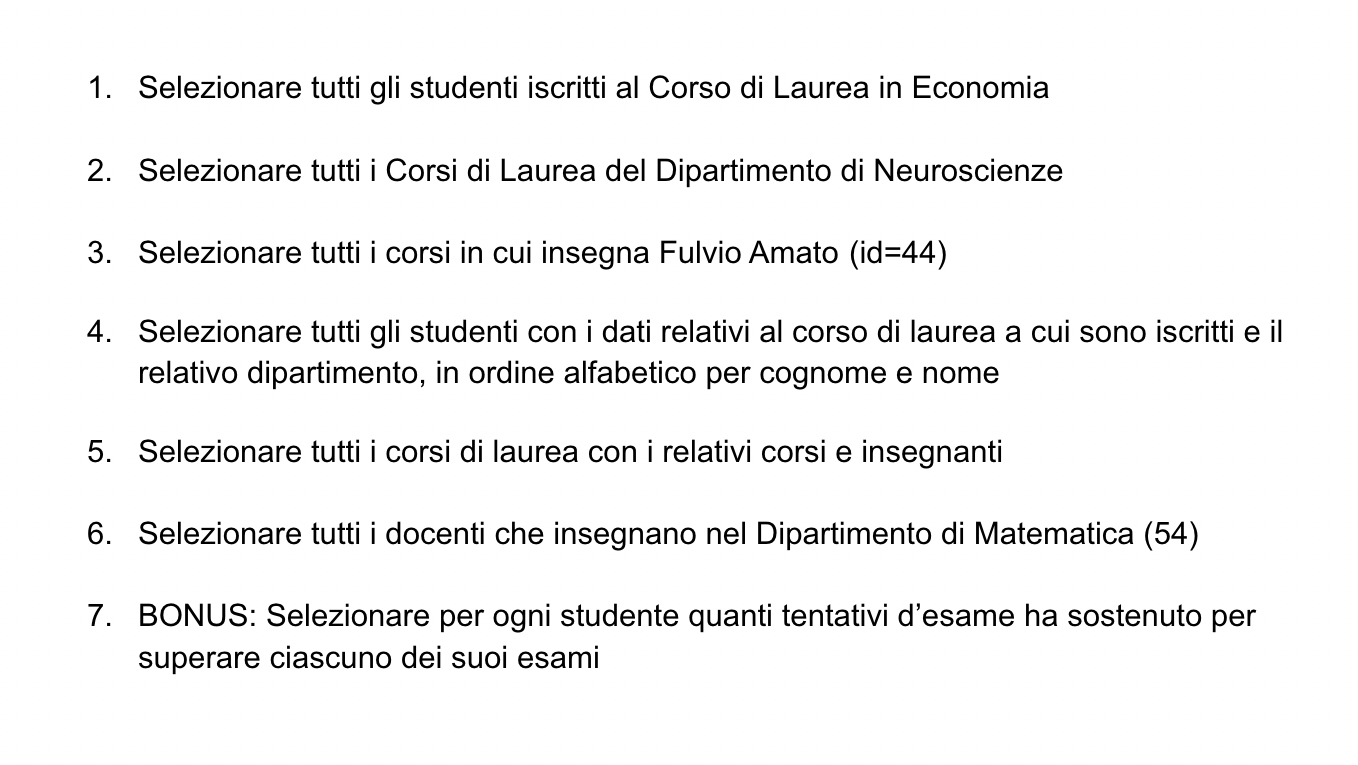 1. Selezionare tutti gli studenti iscritti al Corso di Laurea in Economia
2. Selezionare tutti i Corsi di Laurea del Dipartimento di Neuroscienze
3. Selezionare tutti i corsi in cui insegna Fulvio Amato (id=44)
4. Selezionare tutti gli studenti con i dati relativi al corso di laurea a cui sono iscritti e il
relativo dipartimento, in ordine alfabetico per cognome e nome
5. Selezionare tutti i corsi di laurea con i relativi corsi e insegnanti
6. Selezionare tutti i docenti che insegnano nel Dipartimento di Matematica (54)
7. BONUS: Selezionare per ogni studente quanti tentativi d’esame ha sostenuto per
superare ciascuno dei suoi esami